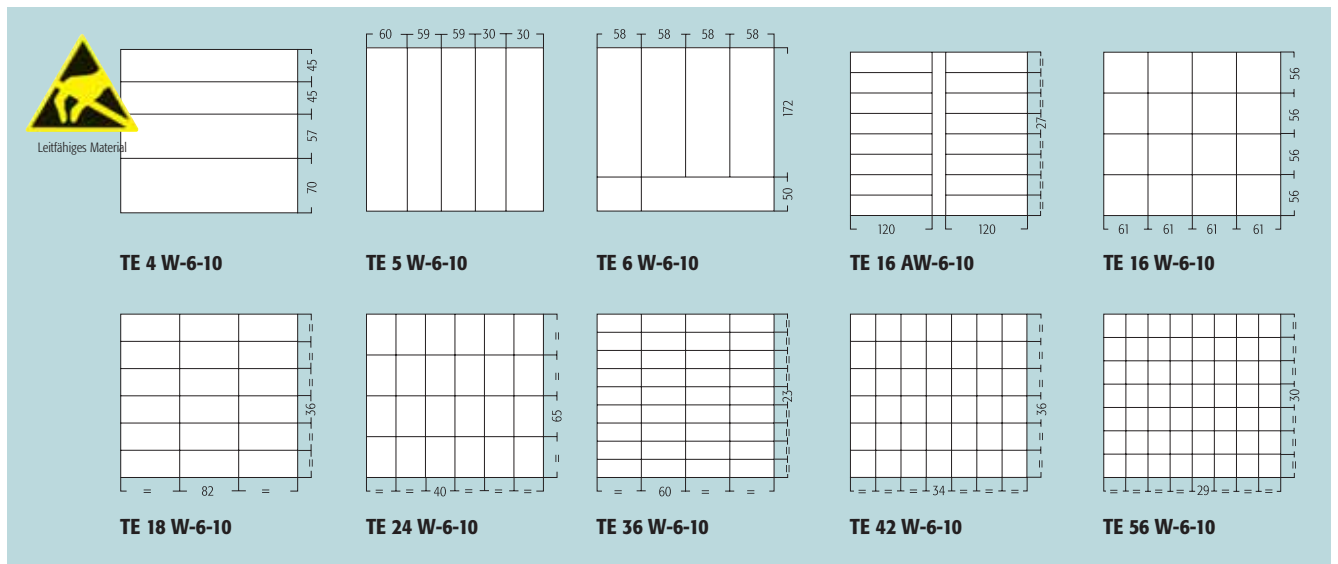 60 59 59 30 30
58 58 58 58
45
45
57
70
Leitfähiges Material
172
50
= = = = 27 = = =
120 120
56
56
56
56
61 61 61 61
TE 4 W-6-10
TE 5 W-6-10
TE 6 W-6-10
TE 16 AW-6-10
TE 16 W-6-10
= = = 36 = =
= 82 =
= = 65 =
= = 40 = = =
= = = = 23 = = = =
= 60 = =
= = = 36 = =
= = = 34 = = =
= = = 30 = = =
= = = = 29 = = =
TE 18 W-6-10
TE 24 W-6-10
TE 36 W-6-10
TE 42 W-6-10
TE 56 W-6-10